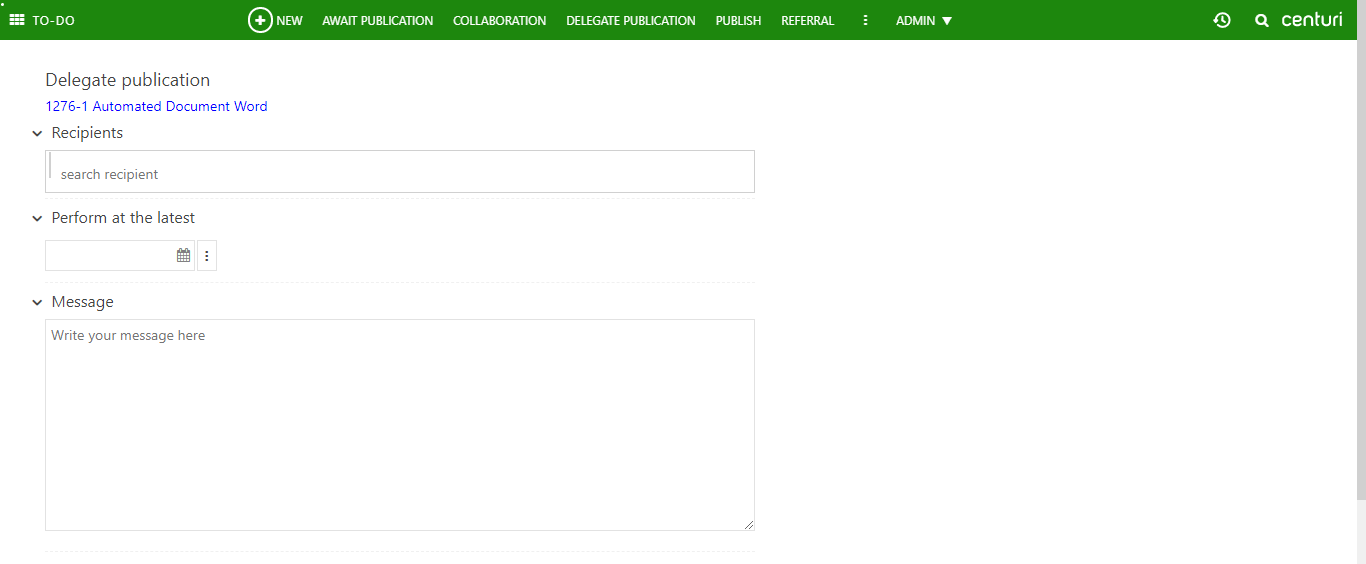 TO-DO NEW AWAIT PUBLICATION COLLABORATION DELEGATE PUBLICATION PUBLISH REFERRAL ADMIN centuri
Delegate publication
1276-1 Automated Document Word
Recipients
search recipient
Perform at the latest
Message
Write your message here